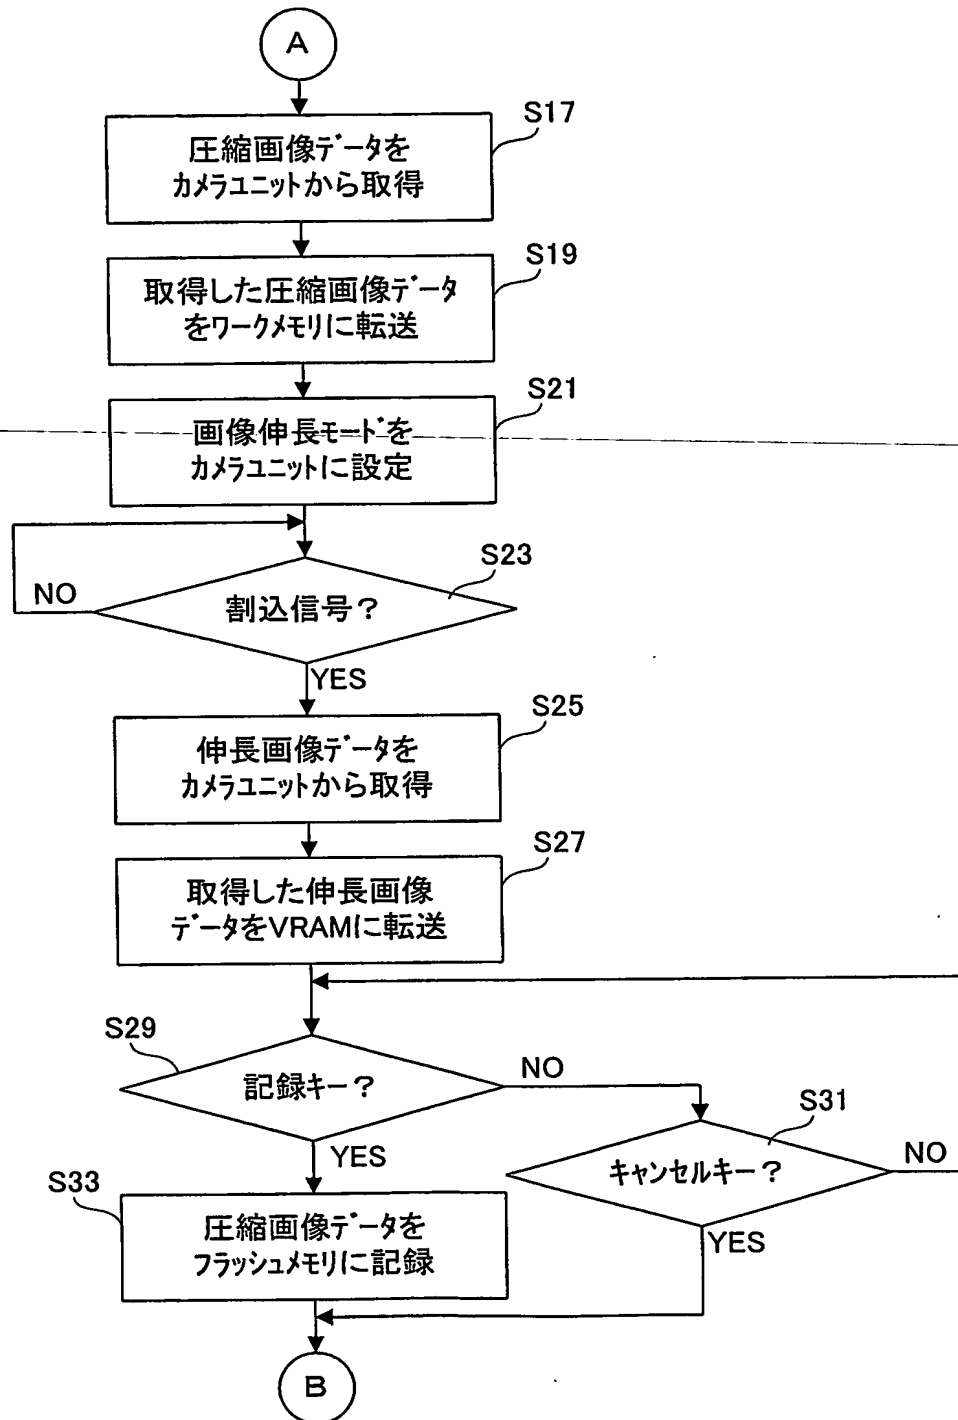 A
S17
圧縮画像データを
カメラユニットから取得
S19
取得した圧縮画像データ
をワークメモリに転送
S21
画像伸長モードを
カメラユニットに設定
S23
割込信号？
NO
YES
S25
伸長画像データを
カメラユニットから取得
S27
取得した伸長画像
データをVRAMに転送
S29
記録キー？
NO
YES
S31
キャンセルキー？
NO
YES
S33
圧縮画像データを
フラッシュメモリに記録
B